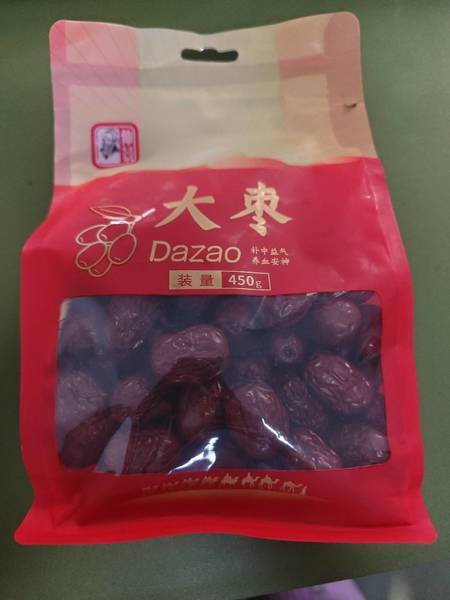 大枣
Dazao
补中益气
养血安神
装量 450g